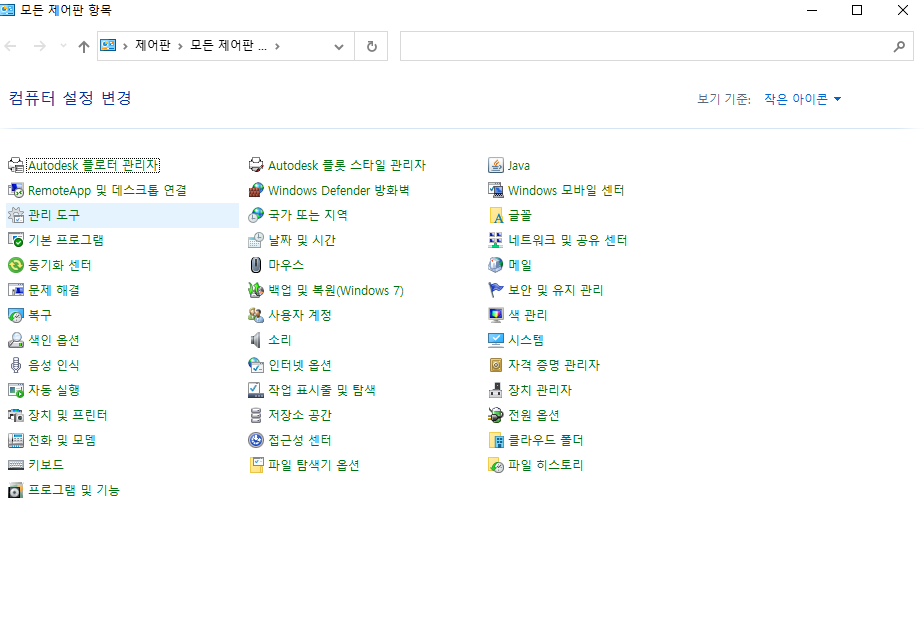 모든 제어판 항목
제어판 모든 제어판 ...
컴퓨터 설정 변경
보기 기준: 작은 아이콘
Autodesk 플로터 관리자 Autodesk 플롯 스타일 관리자 Java
RemoteApp 및 데스크톱 연결 Windows Defender 방화벽 Windows 모바일 센터
관리 도구 국가 또는 지역 글꼴
기본 프로그램 날짜 및 시간 네트워크 및 공유 센터
동기화 센터 마우스 메일
문제 해결 백업 및 복원(Windows 7) 보안 및 유지 관리
복구 사용자 계정 색 관리
색인 옵션 소리 시스템
음성 인식 인터넷 옵션 자격 증명 관리자
자동 실행 작업 표시줄 및 탐색 장치 관리자
장치 및 프린터 저장소 공간 전원 옵션
전화 및 모뎀 접근성 센터 클라우드 폴더
키보드 파일 탐색기 옵션 파일 히스토리
프로그램 및 기능